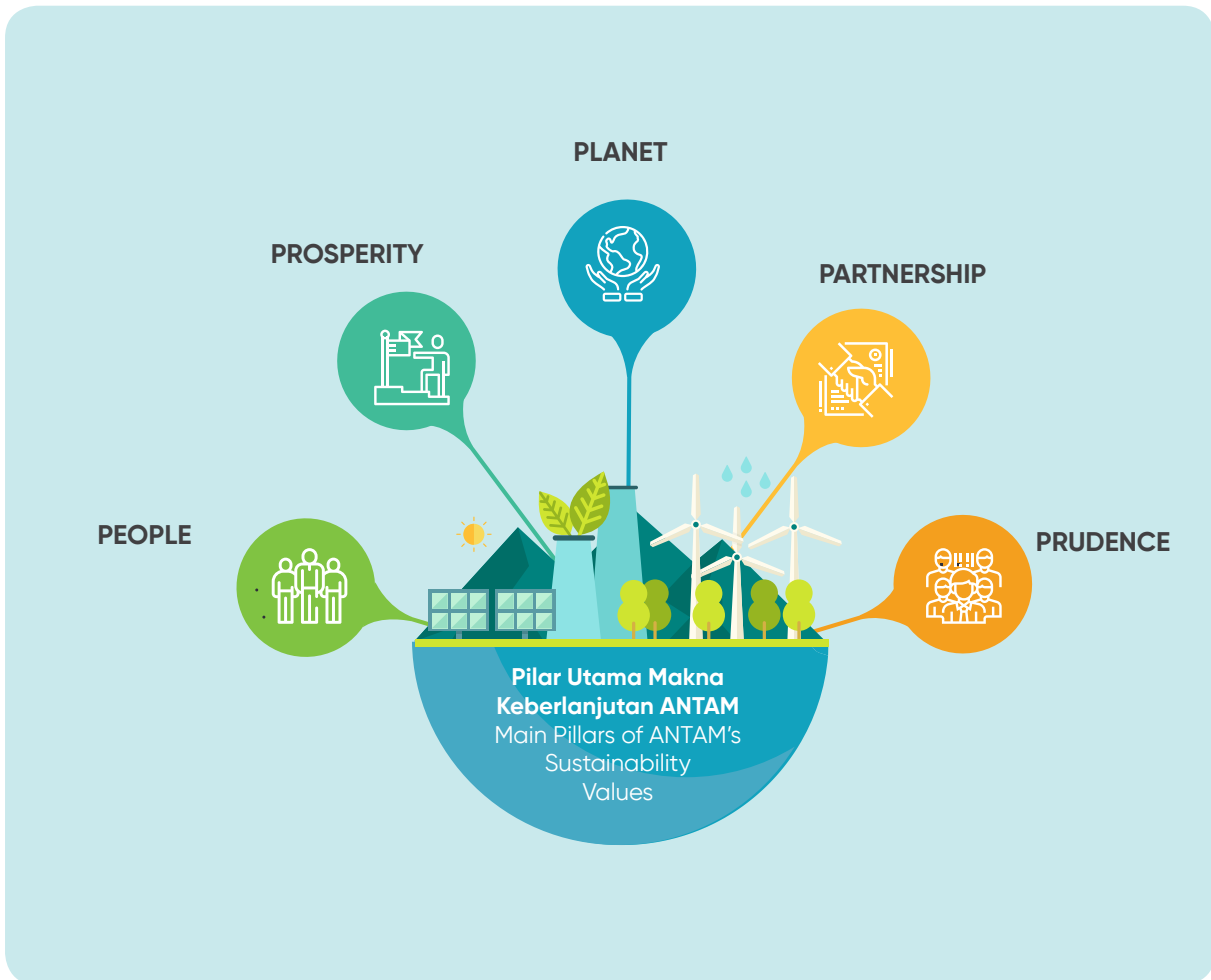 PLANET
PROSPERITY
PARTNERSHIP
PEOPLE
PRUDENCE
Pilar Utama Makna
Keberlanjutan ANTAM
Main Pillars of ANTAM’s
Sustainability
Values